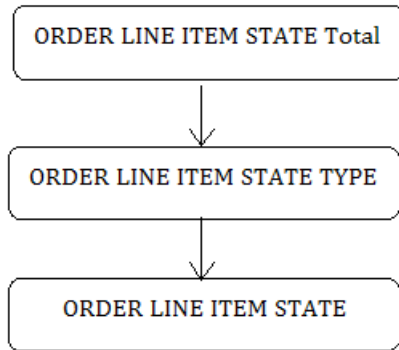 ORDER LINE ITEM STATE Total
ORDER LINE ITEM STATE TYPE
ORDER LINE ITEM STATE